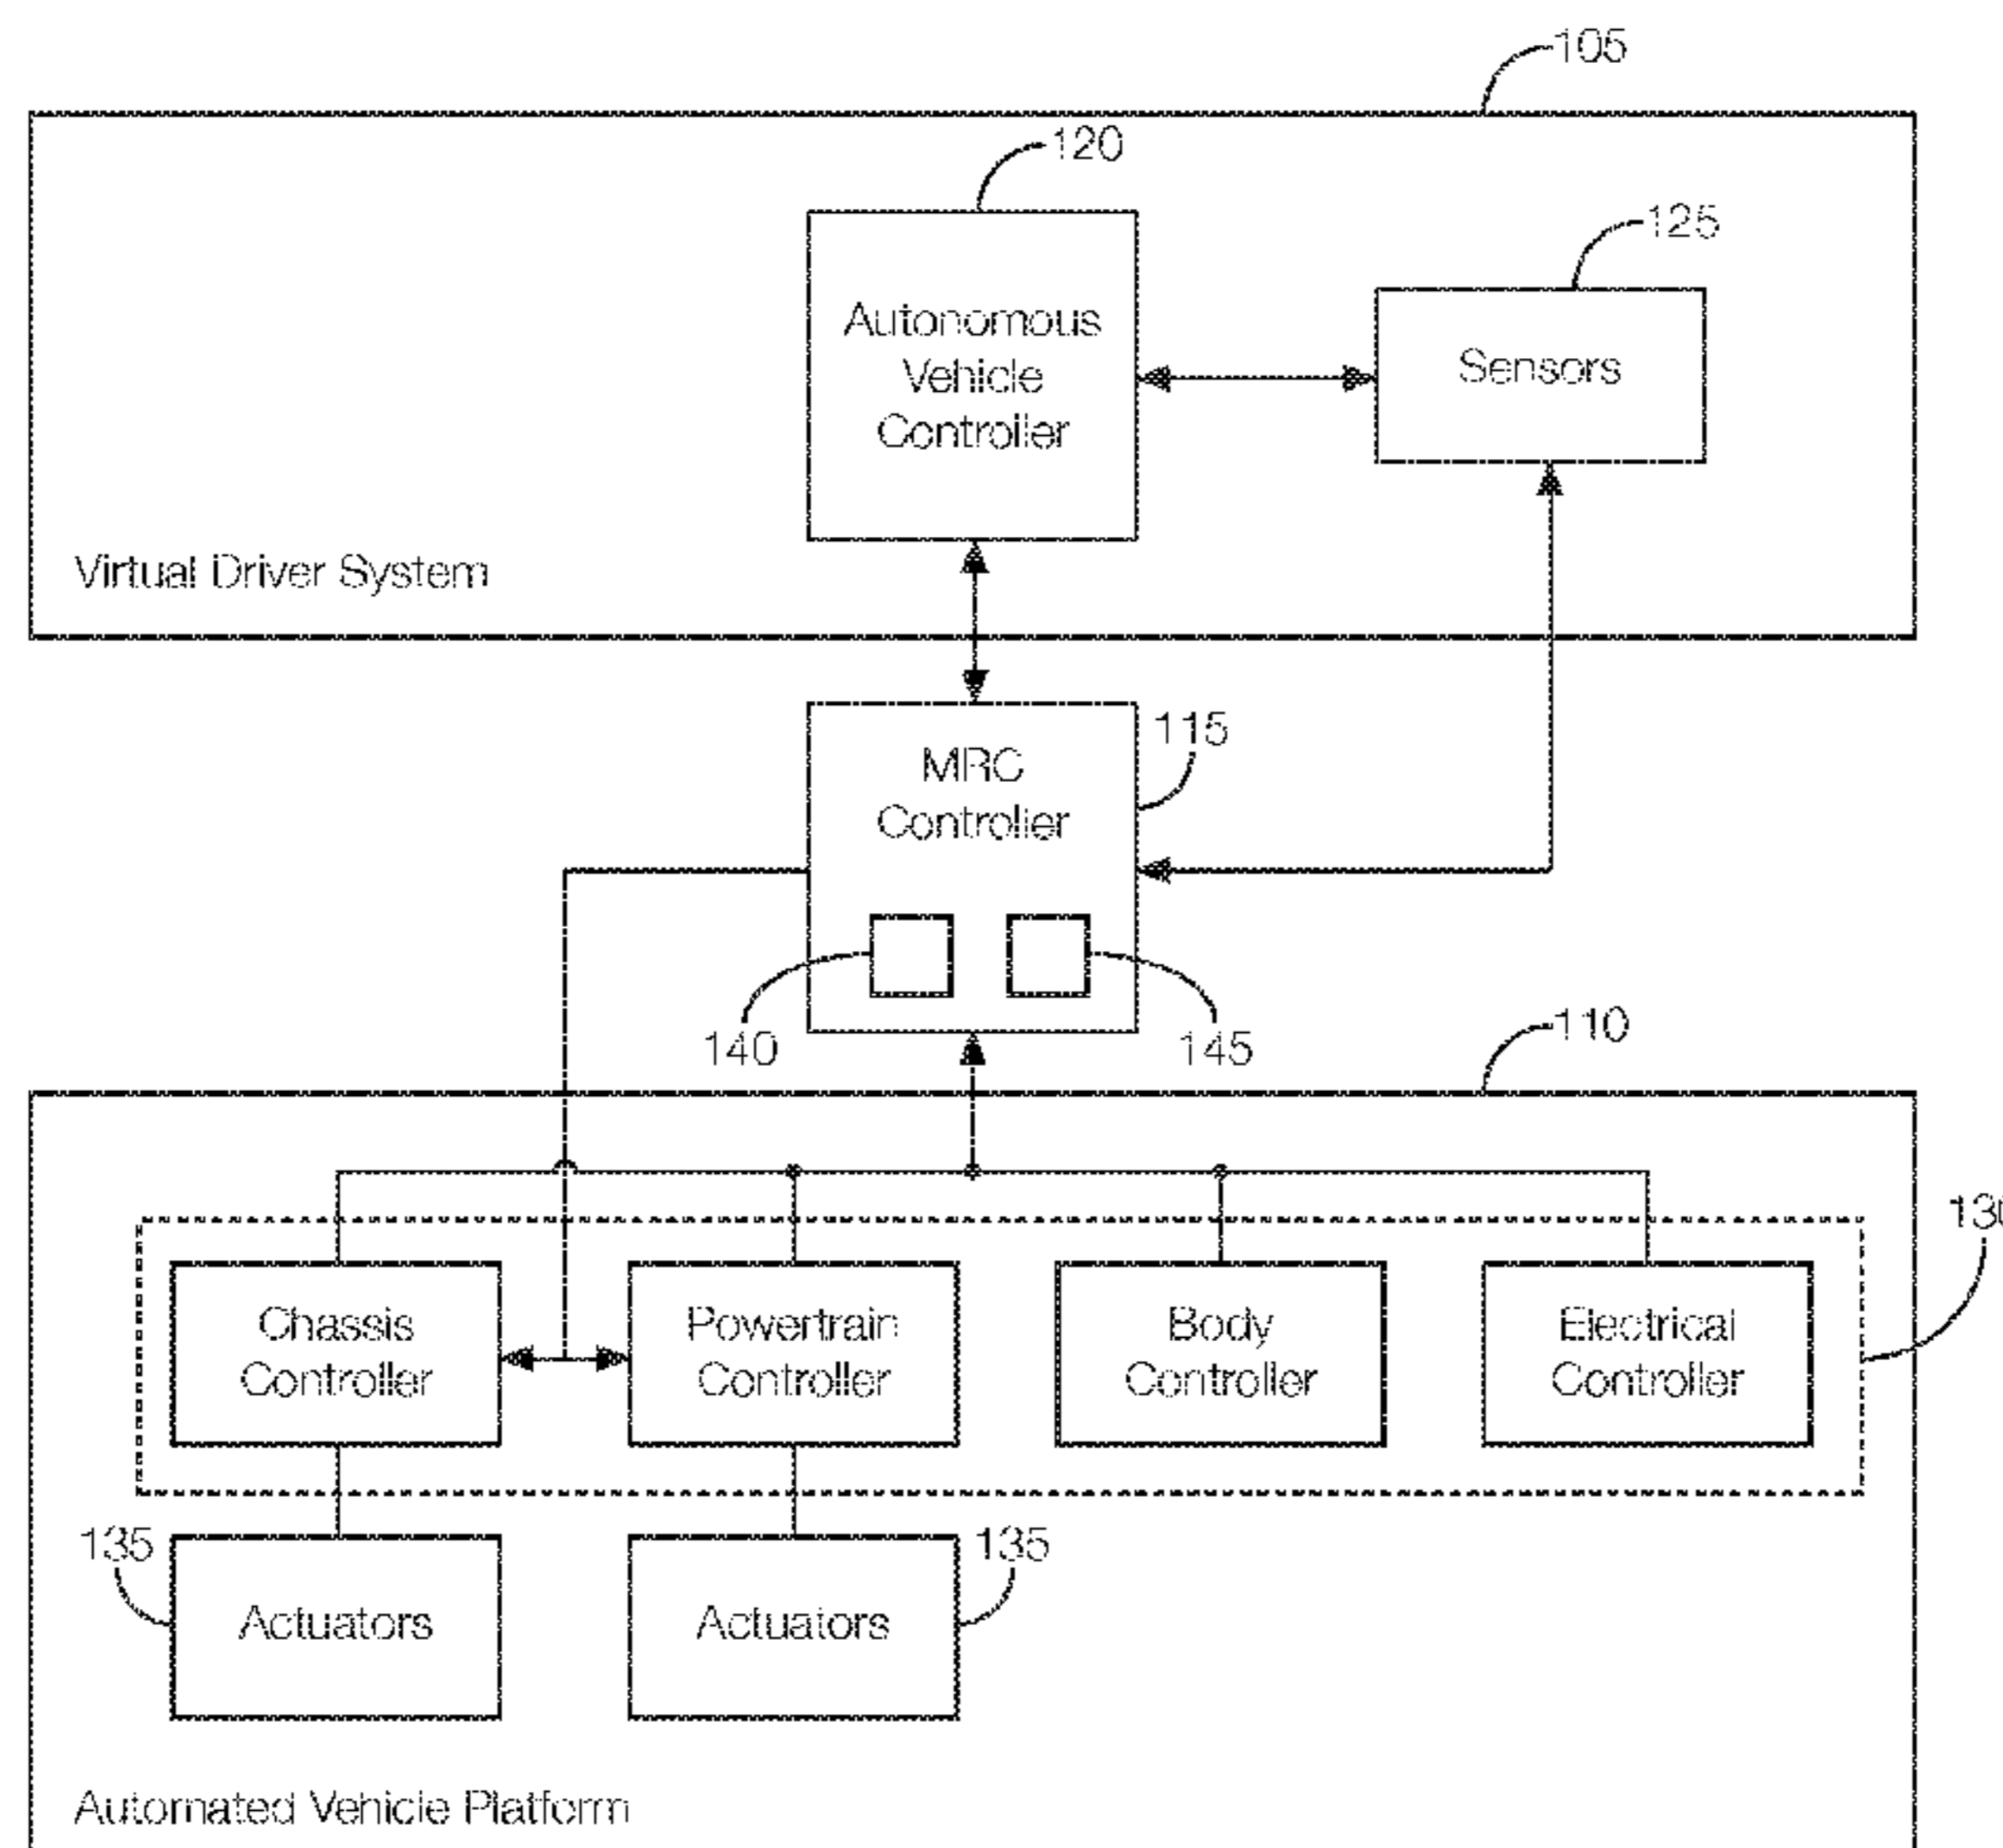 105
120
125
Autonomous
Vehicle
Controller
Sensors
Virtual Driver System
115
MRC
Controller
140
145
110
Chassis
Controller
Powertrain
Controller
Body
Controller
Electrical
Controller
135
Actuators
Actuators
135
Automated Vehicle Platform